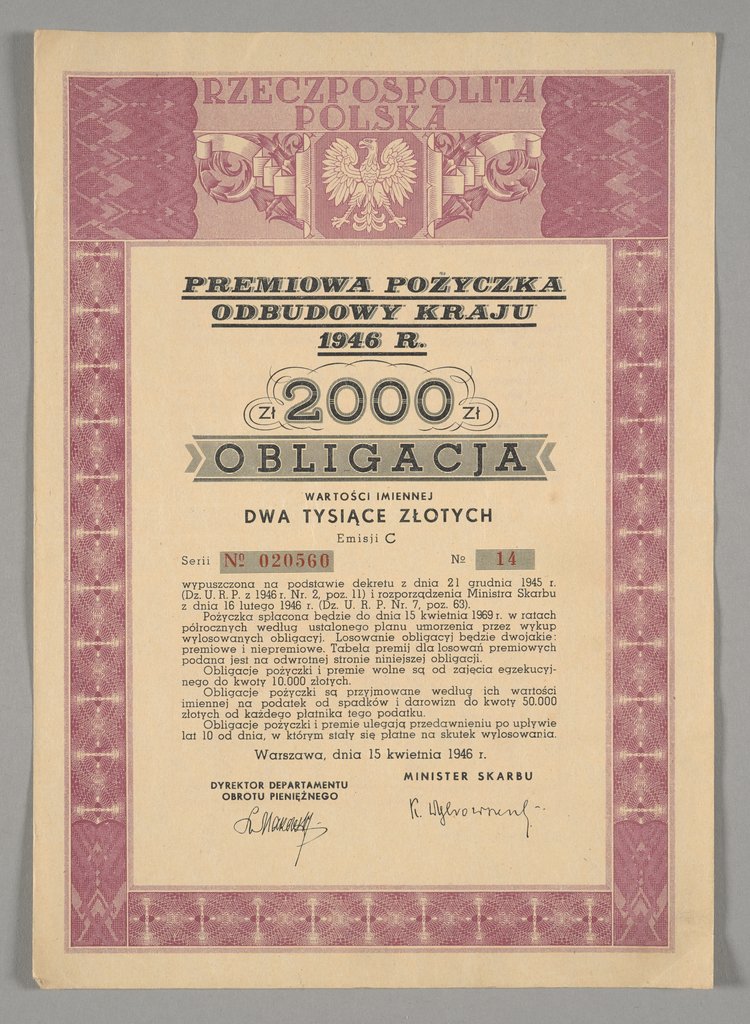 RZECZPOSPOLITA
POLSKA
PREMIOWA POŻYCZKA
ODBUDOWY KRAJU
1946 R.
Zł 2000 Zł
OBLIGACJA
WARTOŚCI IMIENNEJ
DWA TYSIĄCE ZŁOTYCH
Emisji C
Serii Nº 020560 Nº 14
wypuszczona na podstawie dekretu z dnia 21 grudnia 1945 r.
(Dz. U. R. P. z 1946 r. Nr. 2, poz. 11) i rozporządzenia Ministra Skarbu
z dnia 16 lutego 1946 r. (Dz. U. R. P. Nr. 7, poz. 63).
Pożyczka spłacona będzie do dnia 15 kwietnia 1969 r. w ratach
półrocznych według ustalonego planu umorzenia przez wykup
wylosowanych obligacyj. Losowanie obligacyj będzie dwojakie:
premiowe i niepremiowe. Tabela premij dla losowań premiowych
podana jest na odwrotnej stronie niniejszej obligacji.
Obligacje pożyczki i premie wolne są od zajęcia egzekucyj-
nego do kwoty 10.000 złotych.
Obligacje pożyczki są przyjmowane według ich wartości
imiennej na podatek od spadków i darowizn do kwoty 50.000
złotych od każdego płatnika tego podatku.
Obligacje pożyczki i premie ulegają przedawnieniu po upływie
lat 10 od dnia, w którym stały się płatne na skutek wylosowania.
Warszawa, dnia 15 kwietnia 1946 r.
DYREKTOR DEPARTAMENTU
OBROTU PIENIĘŻNEGO
MINISTER SKARBU